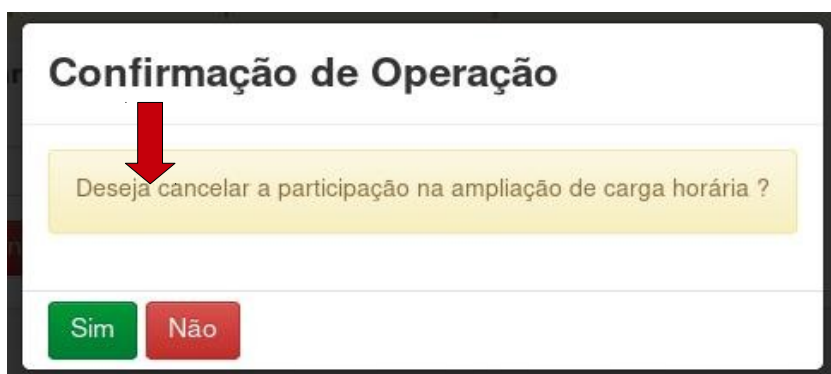 Confirmação de Operação
Deseja cancelar a participação na ampliação de carga horária ?
Sim Não